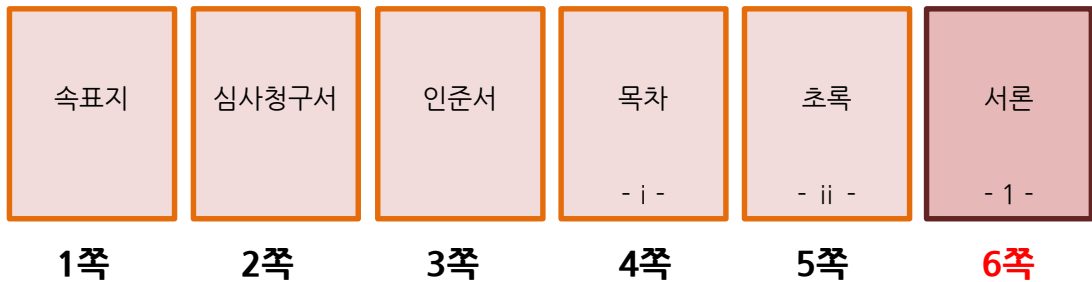 속표지 심사청구서 인준서 목차 초록 서론
- i - - ii - - 1 -
1쪽 2쪽 3쪽 4쪽 5쪽 6쪽